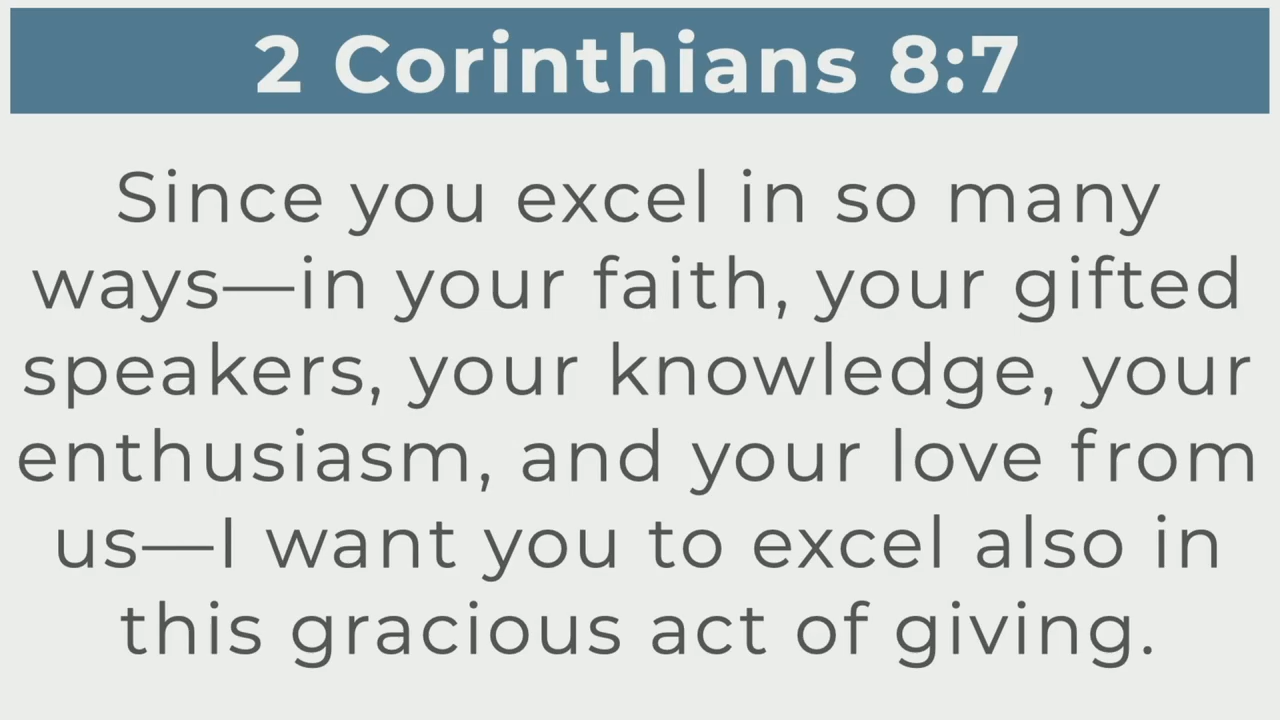 2 Corinthians 8:7
Since you excel in so many
ways—in your faith, your gifted
speakers, your knowledge, your
enthusiasm, and your love from
us—I want you to excel also in
this gracious act of giving.